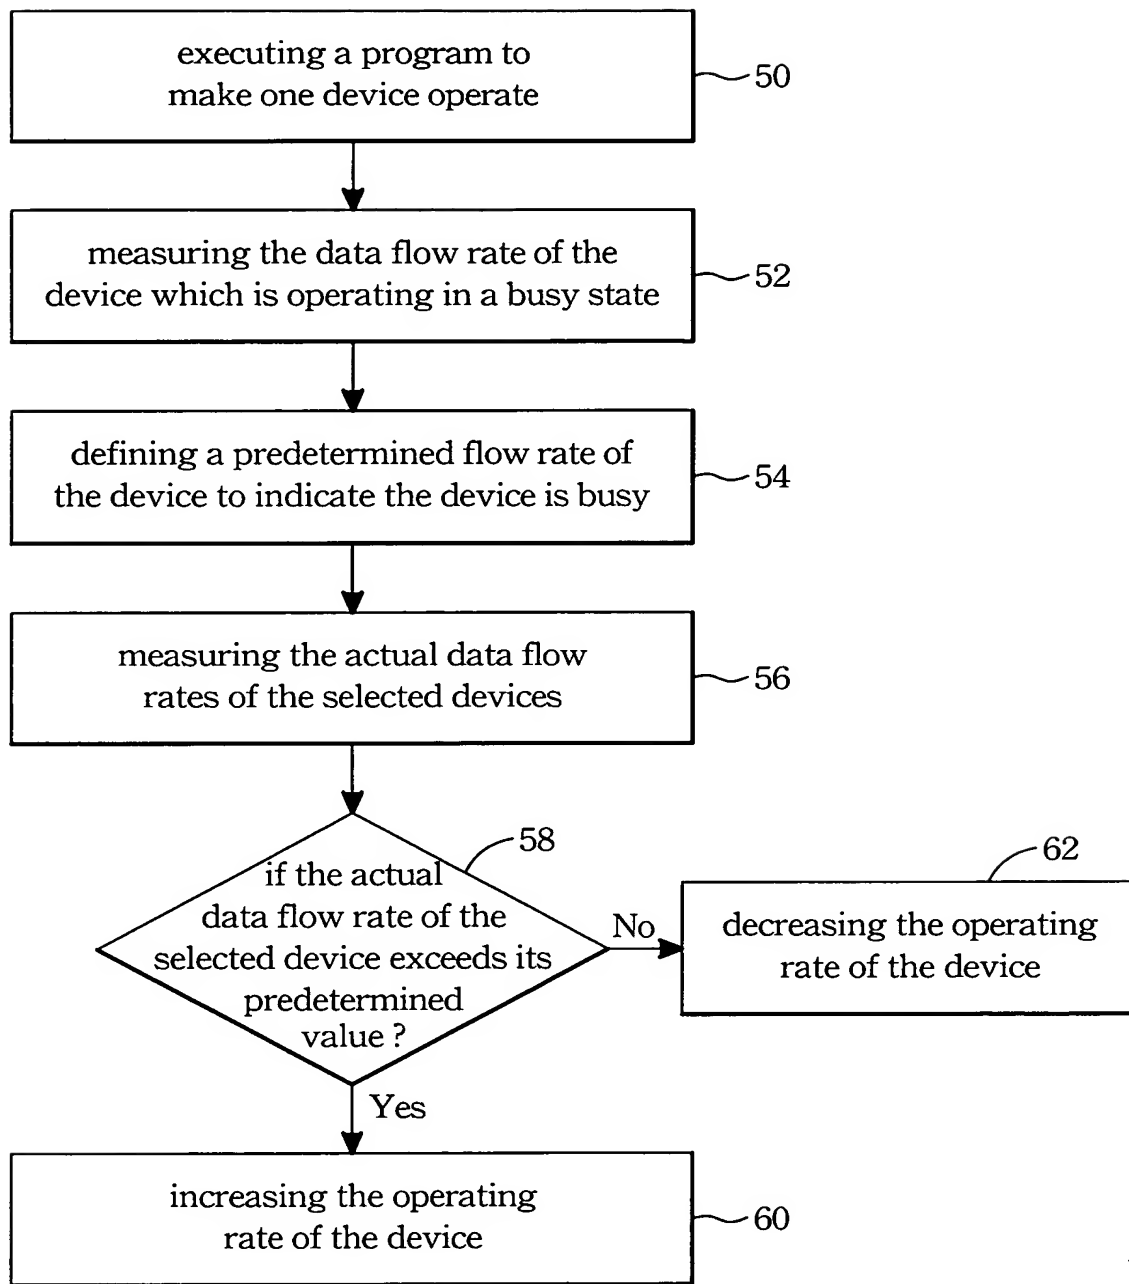 executing a program to
make one device operate
50
measuring the data flow rate of the
device which is operating in a busy state
52
defining a predetermined flow rate of
the device to indicate the device is busy
54
measuring the actual data flow
rates of the selected devices
56
58
if the actual
data flow rate of the
selected device exceeds its
predetermined
value ?
No
62
decreasing the operating
rate of the device
Yes
increasing the operating
rate of the device
60